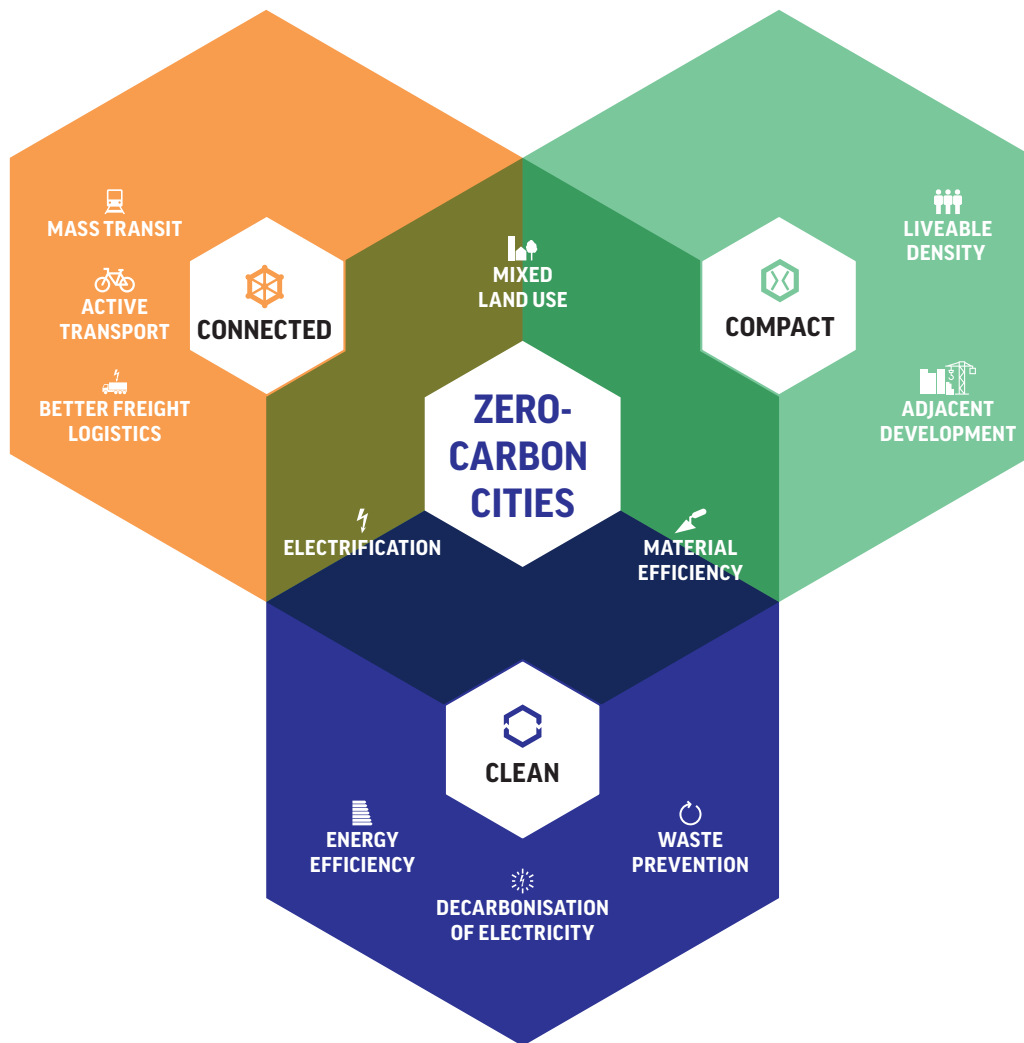 MASS TRANSIT
ACTIVE
TRANSPORT
BETTER FREIGHT
LOGISTICS
CONNECTED
MIXED
LAND USE
COMPACT
LIVEABLE
DENSITY
ADJACENT
DEVELOPMENT
ZERO-
CARBON
CITIES
ELECTRIFICATION
MATERIAL
EFFICIENCY
CLEAN
ENERGY
EFFICIENCY
DECARBONISATION
OF ELECTRICITY
WASTE
PREVENTION